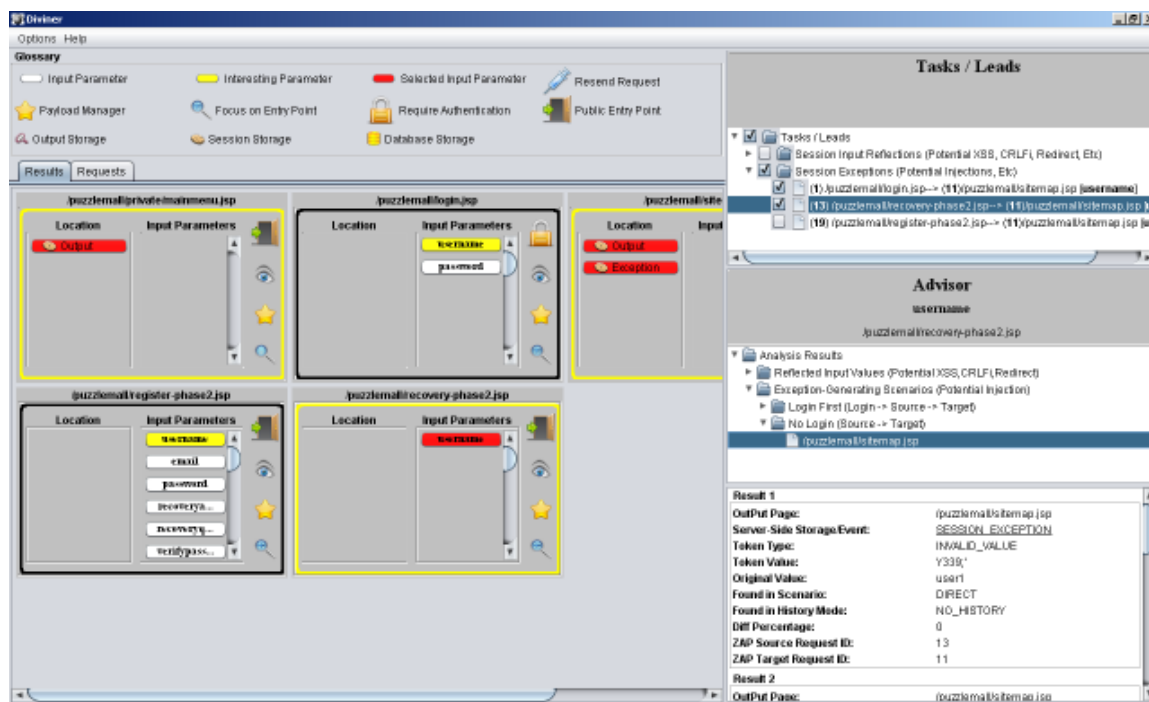 Diviner
Options Help
Glossary
Input Parameter
Interesting Parameter
Selected Input Parameter
Resend Request
Payload Manager
Focus on Entry Point
Require Authentication
Public Entry Point
Output Storage
Session Storage
Database Storage
Results Requests
/puzzlemall/private/mainmenu.jsp
Location Input Parameters
Output
/puzzlemall/login.jsp
Location Input Parameters
username
password
/puzzlemall/site
Location Input
Output
Exception
/puzzlemall/register-phase2.jsp
Location Input Parameters
username
email
password
recoverya...
recoveryq...
verifypass...
/puzzlemall/recovery-phase2.jsp
Location Input Parameters
username
Tasks / Leads
Tasks / Leads
Session Input Reflections (Potential XSS, CRLFi, Redirect, Etc)
Session Exceptions (Potential Injections, Etc)
(1) /puzzlemall/login.jsp--> (11)/puzzlemall/sitemap.jsp [username]
(13) /puzzlemall/recovery-phase2.jsp--> (11)/puzzlemall/sitemap.jsp [u
(19) /puzzlemall/register-phase2.jsp--> (11)/puzzlemall/sitemap.jsp [u
Advisor
username
/puzzlemall/recovery-phase2.jsp
Analysis Results
Reflected Input Values (Potential XSS,CRLFi,Redirect)
Exception-Generating Scenarios (Potential Injection)
Login First (Login -> Source -> Target)
No Login (Source -> Target)
/puzzlemall/sitemap.jsp
Result 1
OutPut Page: /puzzlemall/sitemap.jsp
Server-Side Storage/Event: SESSION_EXCEPTION
Token Type: INVALID_VALUE
Token Value: Y339;'
Original Value: user1
Found in Scenario: DIRECT
Found in History Mode: NO_HISTORY
Diff Percentage: 0
ZAP Source Request ID: 13
ZAP Target Request ID: 11
Result 2
OutPut Page: /puzzlemall/sitemap.jsp